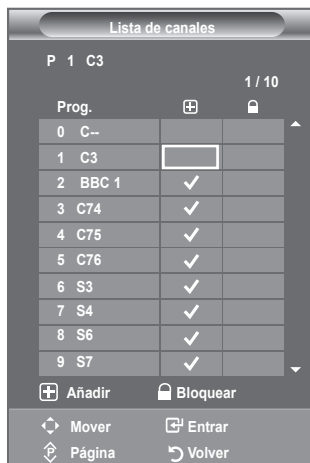 Lista de canales
P 1 C3
1 / 10
Prog.
0 C--
1 C3
2 BBC 1
3 C74
4 C75
5 C76
6 S3
7 S4
8 S6
9 S7
Añadir Bloquear
Mover Entrar
Página Volver